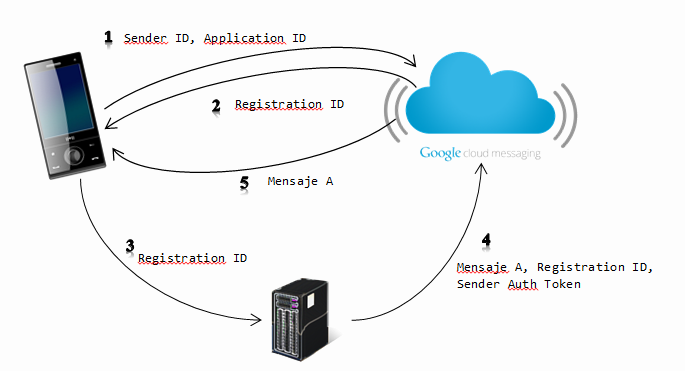 1 Sender ID, Application ID
2 Registration ID
Google cloud messaging
5 Mensaje A
3 Registration ID
4
Mensaje A, Registration ID,
Sender Auth Token